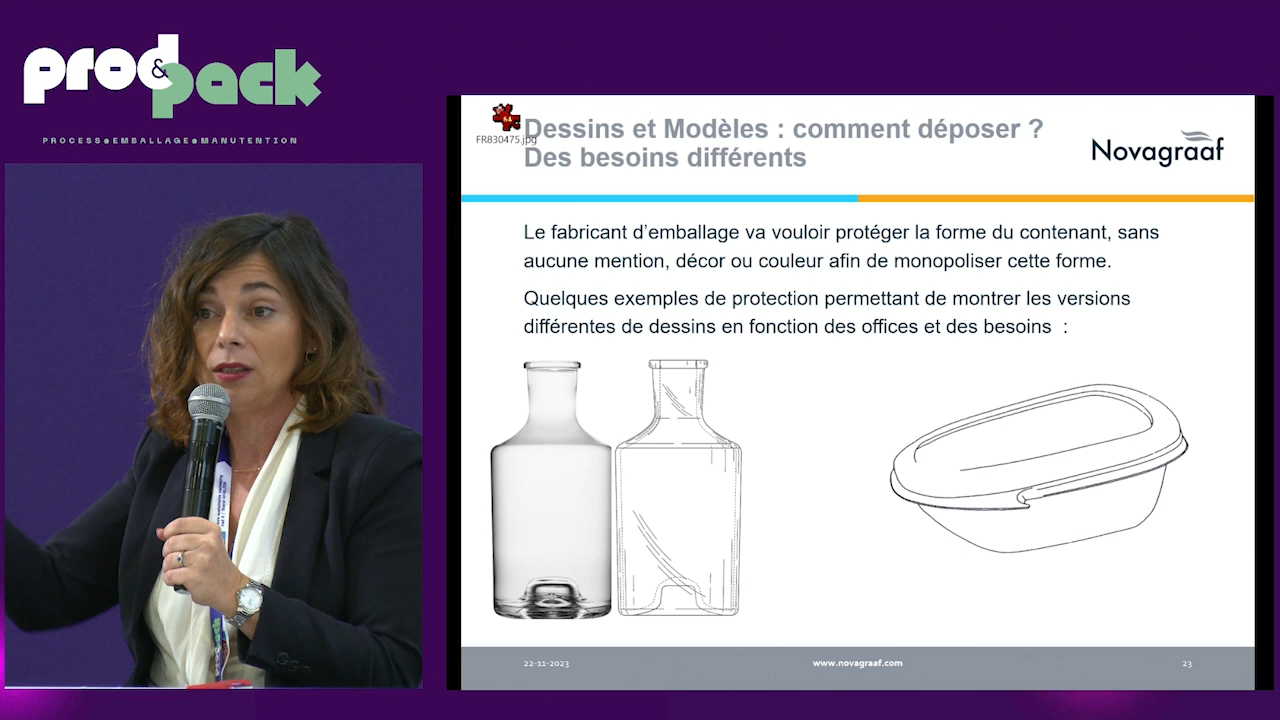 prod&pack
PROCESS●EMBALLAGE●MANUTENTION
FR830475.jpg
Dessins et Modèles : comment déposer ?
Des besoins différents
Novagraaf
Le fabricant d’emballage va vouloir protéger la forme du contenant, sans
aucune mention, décor ou couleur afin de monopoliser cette forme.
Quelques exemples de protection permettant de montrer les versions
différentes de dessins en fonction des offices et des besoins :
22-11-2023
www.novagraaf.com
23